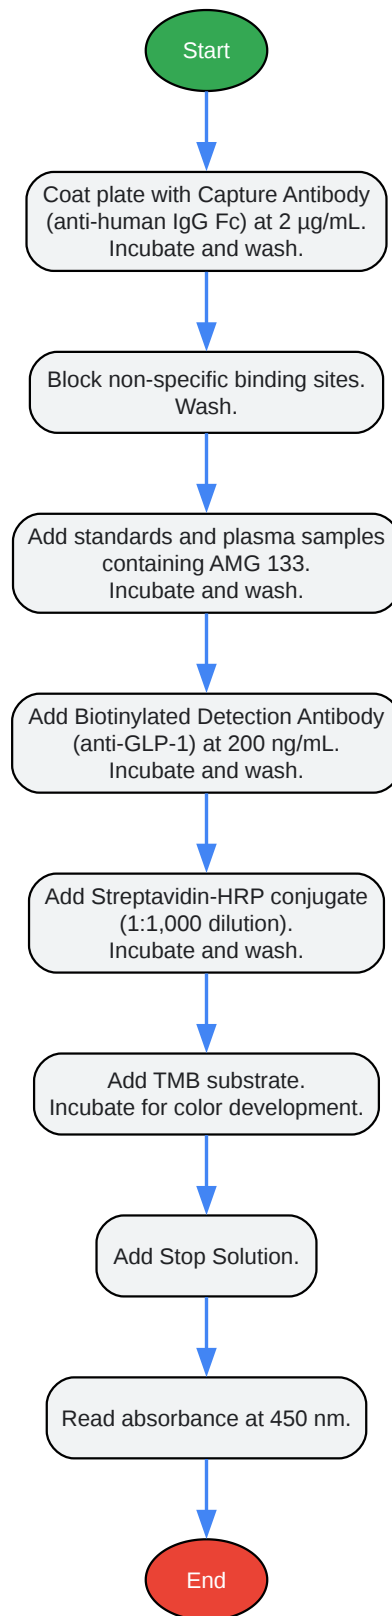 Start
Coat plate with Capture Antibody
(anti-human IgG Fc) at 2 µg/mL.
Incubate and wash.
Block non-specific binding sites.
Wash.
Add standards and plasma samples
containing AMG 133.
Incubate and wash.
Add Biotinylated Detection Antibody
(anti-GLP-1) at 200 ng/mL.
Incubate and wash.
Add Streptavidin-HRP conjugate
(1:1,000 dilution).
Incubate and wash.
Add TMB substrate.
Incubate for color development.
Add Stop Solution.
Read absorbance at 450 nm.
End